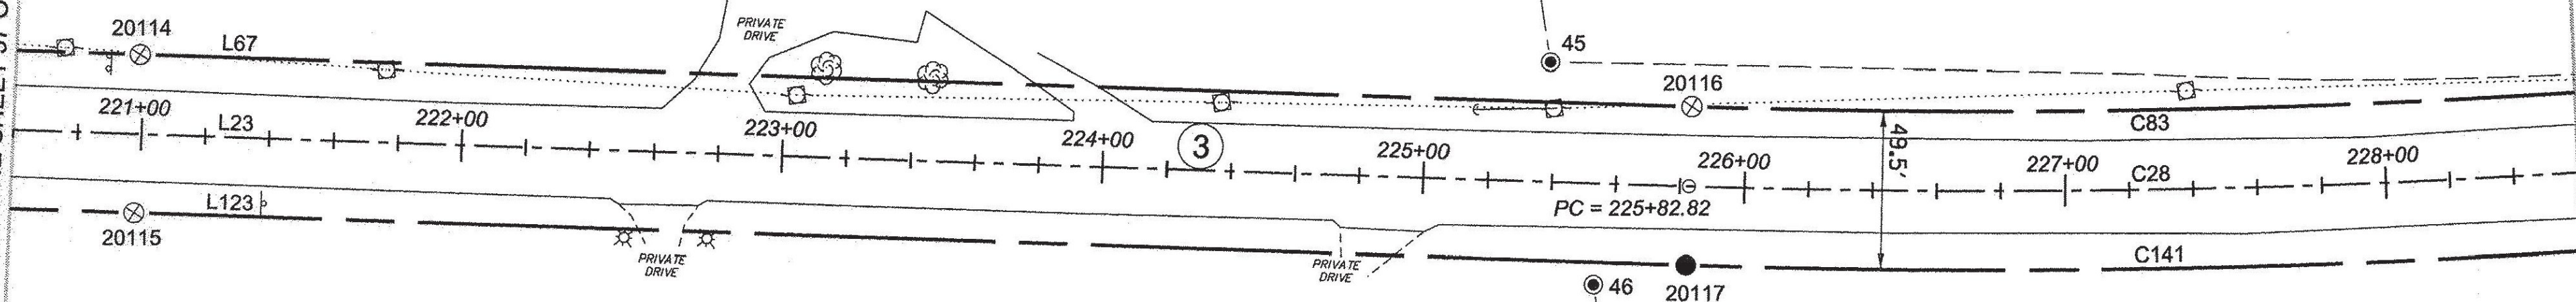 PRIVATE
DRIVE
20114
L67
45
20116
221+00
L23
222+00
223+00
224+00
3
225+00
226+00
49.5'
C83
227+00
C28
228+00
L123
PC = 225+82.82
20115
PRIVATE
DRIVE
PRIVATE
DRIVE
C141
46
20117